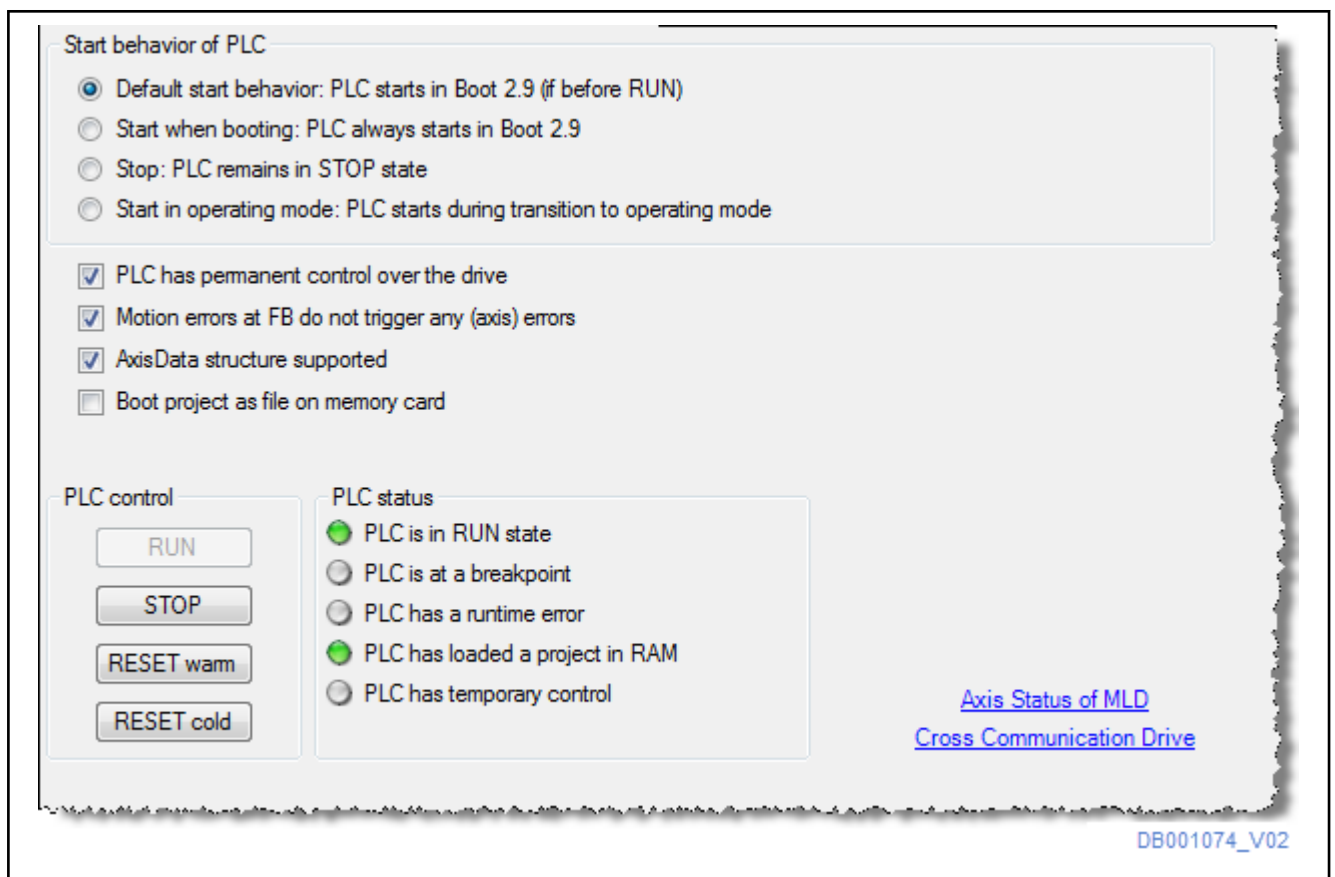 Start behavior of PLC
Default start behavior: PLC starts in Boot 2.9 (if before RUN)
Start when booting: PLC always starts in Boot 2.9
Stop: PLC remains in STOP state
Start in operating mode: PLC starts during transition to operating mode
PLC has permanent control over the drive
Motion errors at FB do not trigger any (axis) errors
AxisData structure supported
Boot project as file on memory card
PLC control
RUN
STOP
RESET warm
RESET cold
PLC status
PLC is in RUN state
PLC is at a breakpoint
PLC has a runtime error
PLC has loaded a project in RAM
PLC has temporary control
Axis Status of MLD
Cross Communication Drive
DB001074_V02